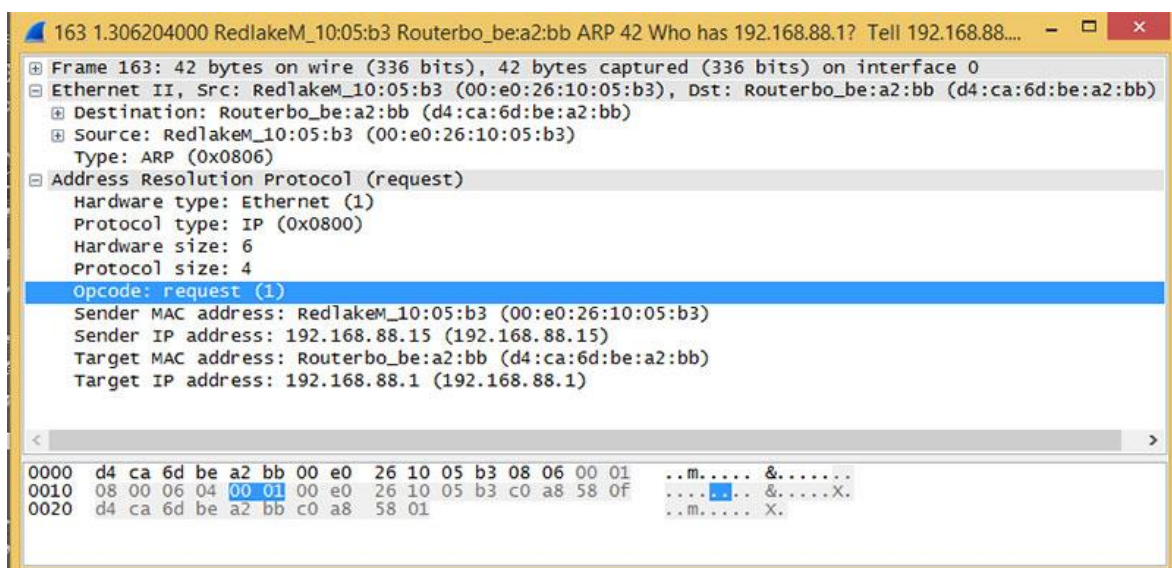 163 1.306204000 RedlakeM_10:05:b3 Routerbo_be:a2:bb ARP 42 Who has 192.168.88.1? Tell 192.168.88....
Frame 163: 42 bytes on wire (336 bits), 42 bytes captured (336 bits) on interface 0
Ethernet II, Src: RedlakeM_10:05:b3 (00:e0:26:10:05:b3), Dst: Routerbo_be:a2:bb (d4:ca:6d:be:a2:bb)
Destination: Routerbo_be:a2:bb (d4:ca:6d:be:a2:bb)
Source: RedlakeM_10:05:b3 (00:e0:26:10:05:b3)
Type: ARP (0x0806)
Address Resolution Protocol (request)
Hardware type: Ethernet (1)
Protocol type: IP (0x0800)
Hardware size: 6
Protocol size: 4
Opcode: request (1)
Sender MAC address: RedlakeM_10:05:b3 (00:e0:26:10:05:b3)
Sender IP address: 192.168.88.15 (192.168.88.15)
Target MAC address: Routerbo_be:a2:bb (d4:ca:6d:be:a2:bb)
Target IP address: 192.168.88.1 (192.168.88.1)
0000 d4 ca 6d be a2 bb 00 e0 26 10 05 b3 08 06 00 01 ..m..... &.......
0010 08 00 06 04 00 01 00 e0 26 10 05 b3 c0 a8 58 0f ........ &.....X.
0020 d4 ca 6d be a2 bb c0 a8 58 01 ..m..... X.